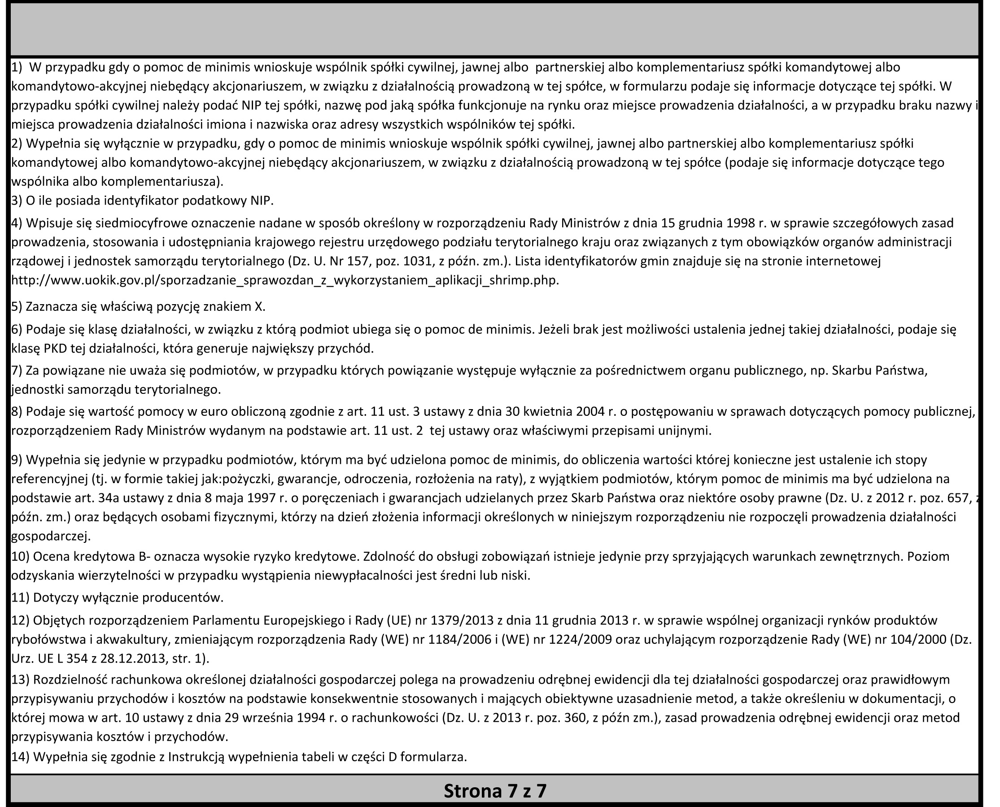 1)  W przypadku gdy o pomoc de minimis wnioskuje wspólnik spółki cywilnej, jawnej albo  partnerskiej albo komplementariusz spółki komandytowej albo
komandytowo-akcyjnej niebędący akcjonariuszem, w związku z działalnością prowadzoną w tej spółce, w formularzu podaje się informacje dotyczące tej spółki. W
przypadku spółki cywilnej należy podać NIP tej spółki, nazwę pod jaką spółka funkcjonuje na rynku oraz miejsce prowadzenia działalności, a w przypadku braku nazwy i
miejsca prowadzenia działalności imiona i nazwiska oraz adresy wszystkich wspólników tej spółki.
2) Wypełnia się wyłącznie w przypadku, gdy o pomoc de minimis wnioskuje wspólnik spółki cywilnej, jawnej albo partnerskiej albo komplementariusz spółki
komandytowej albo komandytowo-akcyjnej niebędący akcjonariuszem, w związku z działalnością prowadzoną w tej spółce (podaje się informacje dotyczące tego
wspólnika albo komplementariusza).
3) O ile posiada identyfikator podatkowy NIP.
4) Wpisuje się siedmiocyfrowe oznaczenie nadane w sposób określony w rozporządzeniu Rady Ministrów z dnia 15 grudnia 1998 r. w sprawie szczegółowych zasad
prowadzenia, stosowania i udostępniania krajowego rejestru urzędowego podziału terytorialnego kraju oraz związanych z tym obowiązków organów administracji
rządowej i jednostek samorządu terytorialnego (Dz. U. Nr 157, poz. 1031, z późn. zm.). Lista identyfikatorów gmin znajduje się na stronie internetowej
http://www.uokik.gov.pl/sporzadzanie_sprawozdan_z_wykorzystaniem_aplikacji_shrimp.php.
5) Zaznacza się właściwą pozycję znakiem X.
6) Podaje się klasę działalności, w związku z którą podmiot ubiega się o pomoc de minimis. Jeżeli brak jest możliwości ustalenia jednej takiej działalności, podaje się
klasę PKD tej działalności, która generuje największy przychód.
7) Za powiązane nie uważa się podmiotów, w przypadku których powiązanie występuje wyłącznie za pośrednictwem organu publicznego, np. Skarbu Państwa,
jednostki samorządu terytorialnego.
8) Podaje się wartość pomocy w euro obliczoną zgodnie z art. 11 ust. 3 ustawy z dnia 30 kwietnia 2004 r. o postępowaniu w sprawach dotyczących pomocy publicznej,
rozporządzeniem Rady Ministrów wydanym na podstawie art. 11 ust. 2  tej ustawy oraz właściwymi przepisami unijnymi.
9) Wypełnia się jedynie w przypadku podmiotów, którym ma być udzielona pomoc de minimis, do obliczenia wartości której konieczne jest ustalenie ich stopy
referencyjnej (tj. w formie takiej jak:pożyczki, gwarancje, odroczenia, rozłożenia na raty), z wyjątkiem podmiotów, którym pomoc de minimis ma być udzielona na
podstawie art. 34a ustawy z dnia 8 maja 1997 r. o poręczeniach i gwarancjach udzielanych przez Skarb Państwa oraz niektóre osoby prawne (Dz. U. z 2012 r. poz. 657, z
późn. zm.) oraz będących osobami fizycznymi, którzy na dzień złożenia informacji określonych w niniejszym rozporządzeniu nie rozpoczęli prowadzenia działalności
gospodarczej.
10) Ocena kredytowa B- oznacza wysokie ryzyko kredytowe. Zdolność do obsługi zobowiązań istnieje jedynie przy sprzyjających warunkach zewnętrznych. Poziom
odzyskania wierzytelności w przypadku wystąpienia niewypłacalności jest średni lub niski.
11) Dotyczy wyłącznie producentów.
12) Objętych rozporządzeniem Parlamentu Europejskiego i Rady (UE) nr 1379/2013 z dnia 11 grudnia 2013 r. w sprawie wspólnej organizacji rynków produktów
rybołówstwa i akwakultury, zmieniającym rozporządzenia Rady (WE) nr 1184/2006 i (WE) nr 1224/2009 oraz uchylającym rozporządzenie Rady (WE) nr 104/2000 (Dz.
Urz. UE L 354 z 28.12.2013, str. 1).
13) Rozdzielność rachunkowa określonej działalności gospodarczej polega na prowadzeniu odrębnej ewidencji dla tej działalności gospodarczej oraz prawidłowym
przypisywaniu przychodów i kosztów na podstawie konsekwentnie stosowanych i mających obiektywne uzasadnienie metod, a także określeniu w dokumentacji, o
której mowa w art. 10 ustawy z dnia 29 września 1994 r. o rachunkowości (Dz. U. z 2013 r. poz. 360, z późn zm.), zasad prowadzenia odrębnej ewidencji oraz metod
przypisywania kosztów i przychodów.
14) Wypełnia się zgodnie z Instrukcją wypełnienia tabeli w części D formularza.
Strona 7 z 7